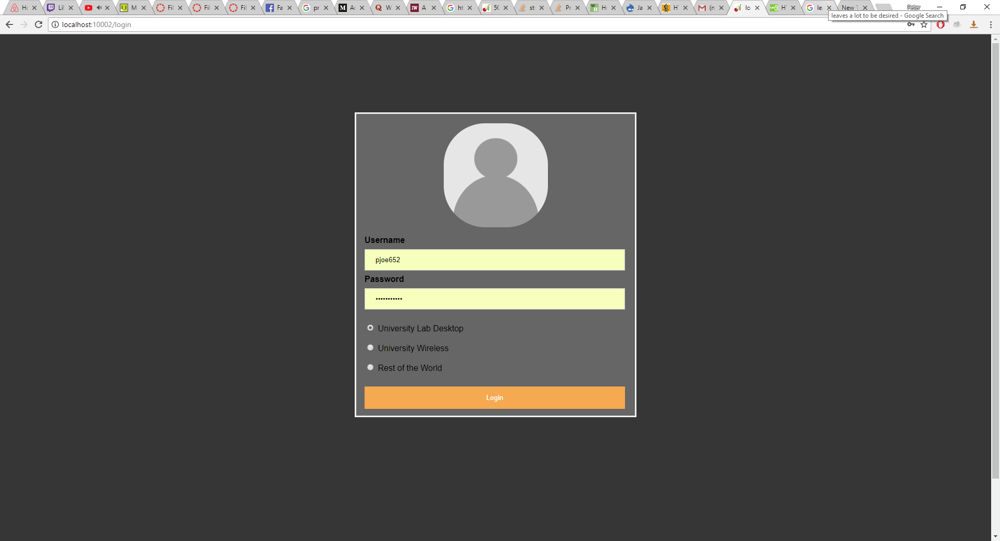 Ho
Lil
M
Fil
Fil
Fil
Fa
pr
Ac
W
A
ht
50
st
Pr
Ho
Ja
H
(n
lo
H
le
New T
Peter
localhost:10002/login
leaves a lot to be desired - Google Search
Username
pjoe652
Password
•••••••••••
University Lab Desktop
University Wireless
Rest of the World
Login